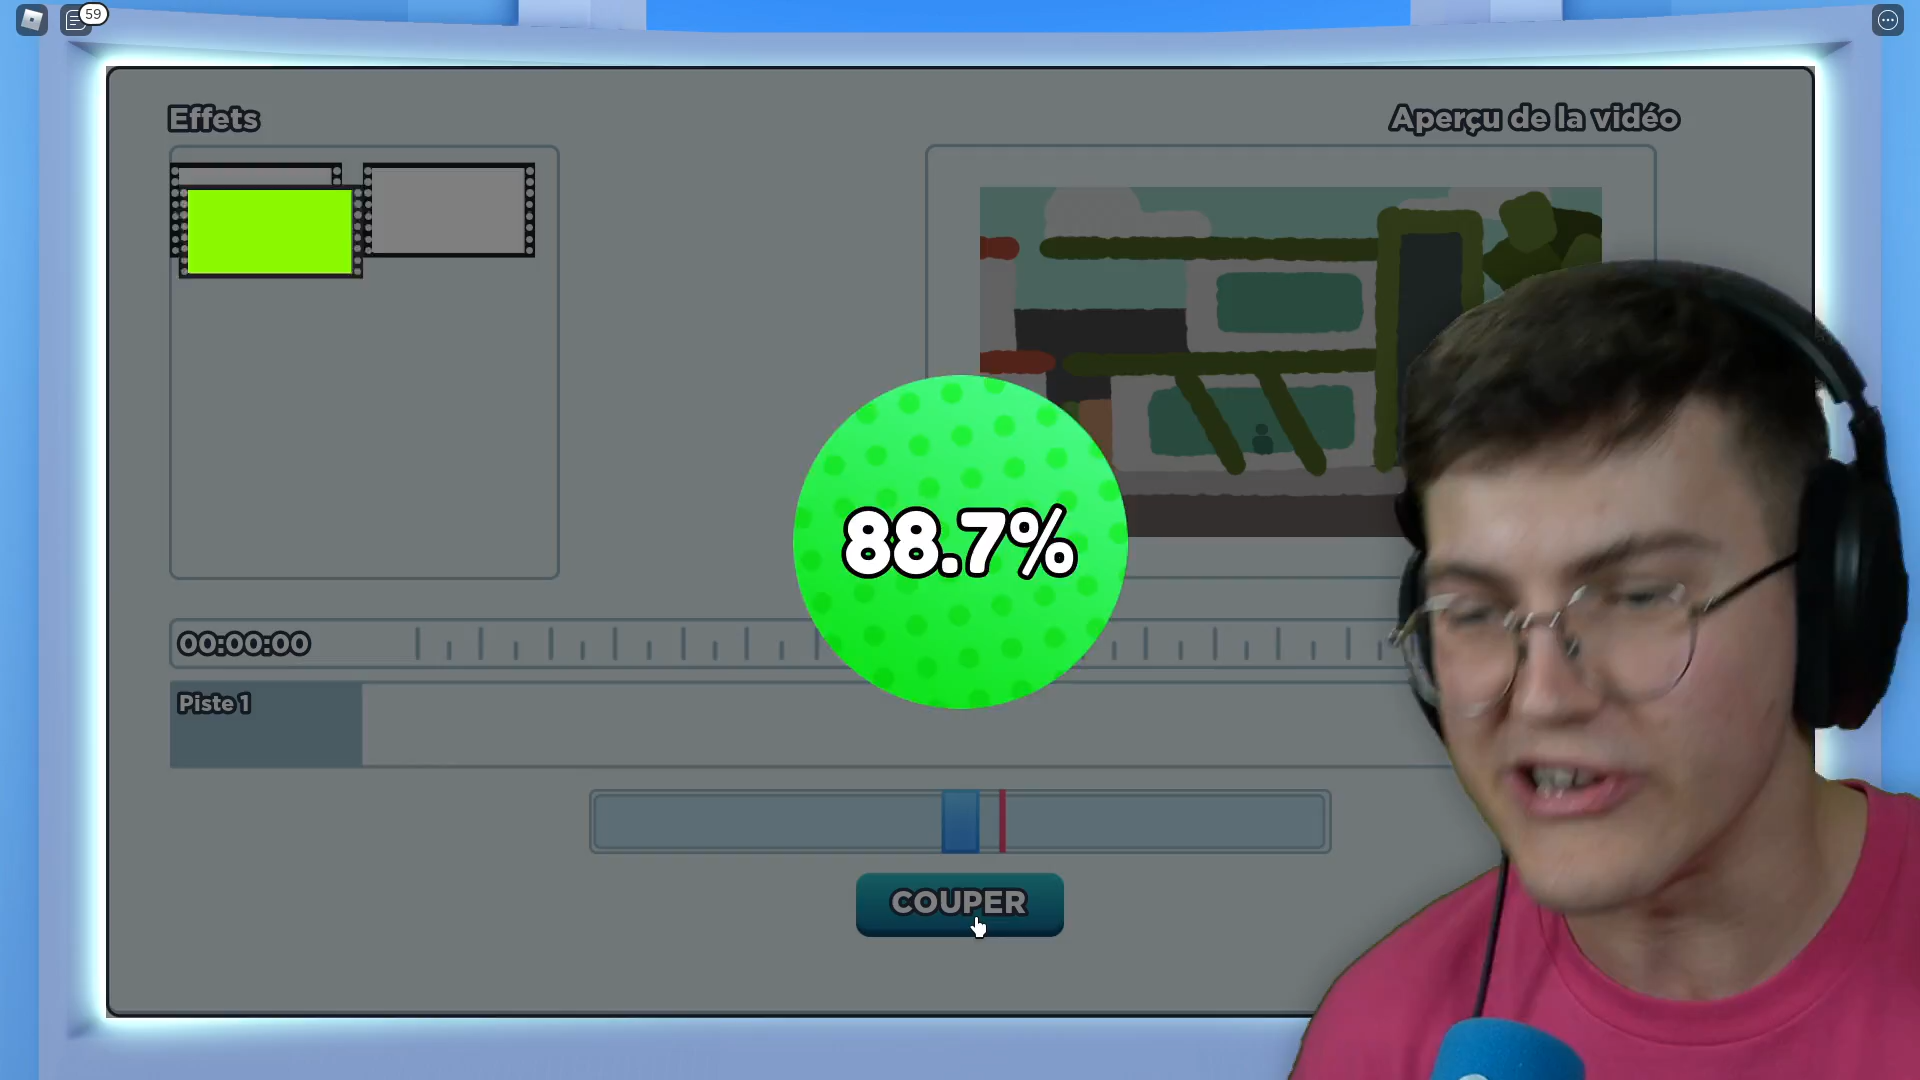 59
Effets
Aperçu de la vidéo
88.7%
00:00:00
Piste 1
COUPER